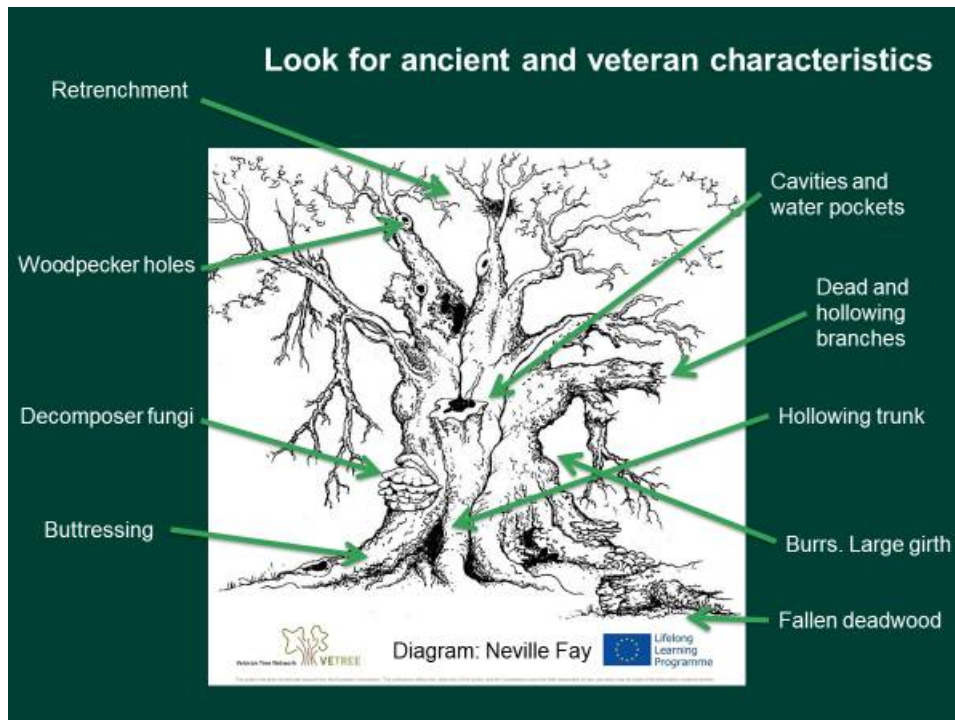 Look for ancient and veteran characteristics
Retrenchment
Cavities and
water pockets
Woodpecker holes
Dead and
hollowing
branches
Decomposer fungi
Hollowing trunk
Buttressing
Burrs. Large girth
Fallen deadwood
Veteran Tree Network
VETREE
Diagram: Neville Fay
Lifelong
Learning
Programme